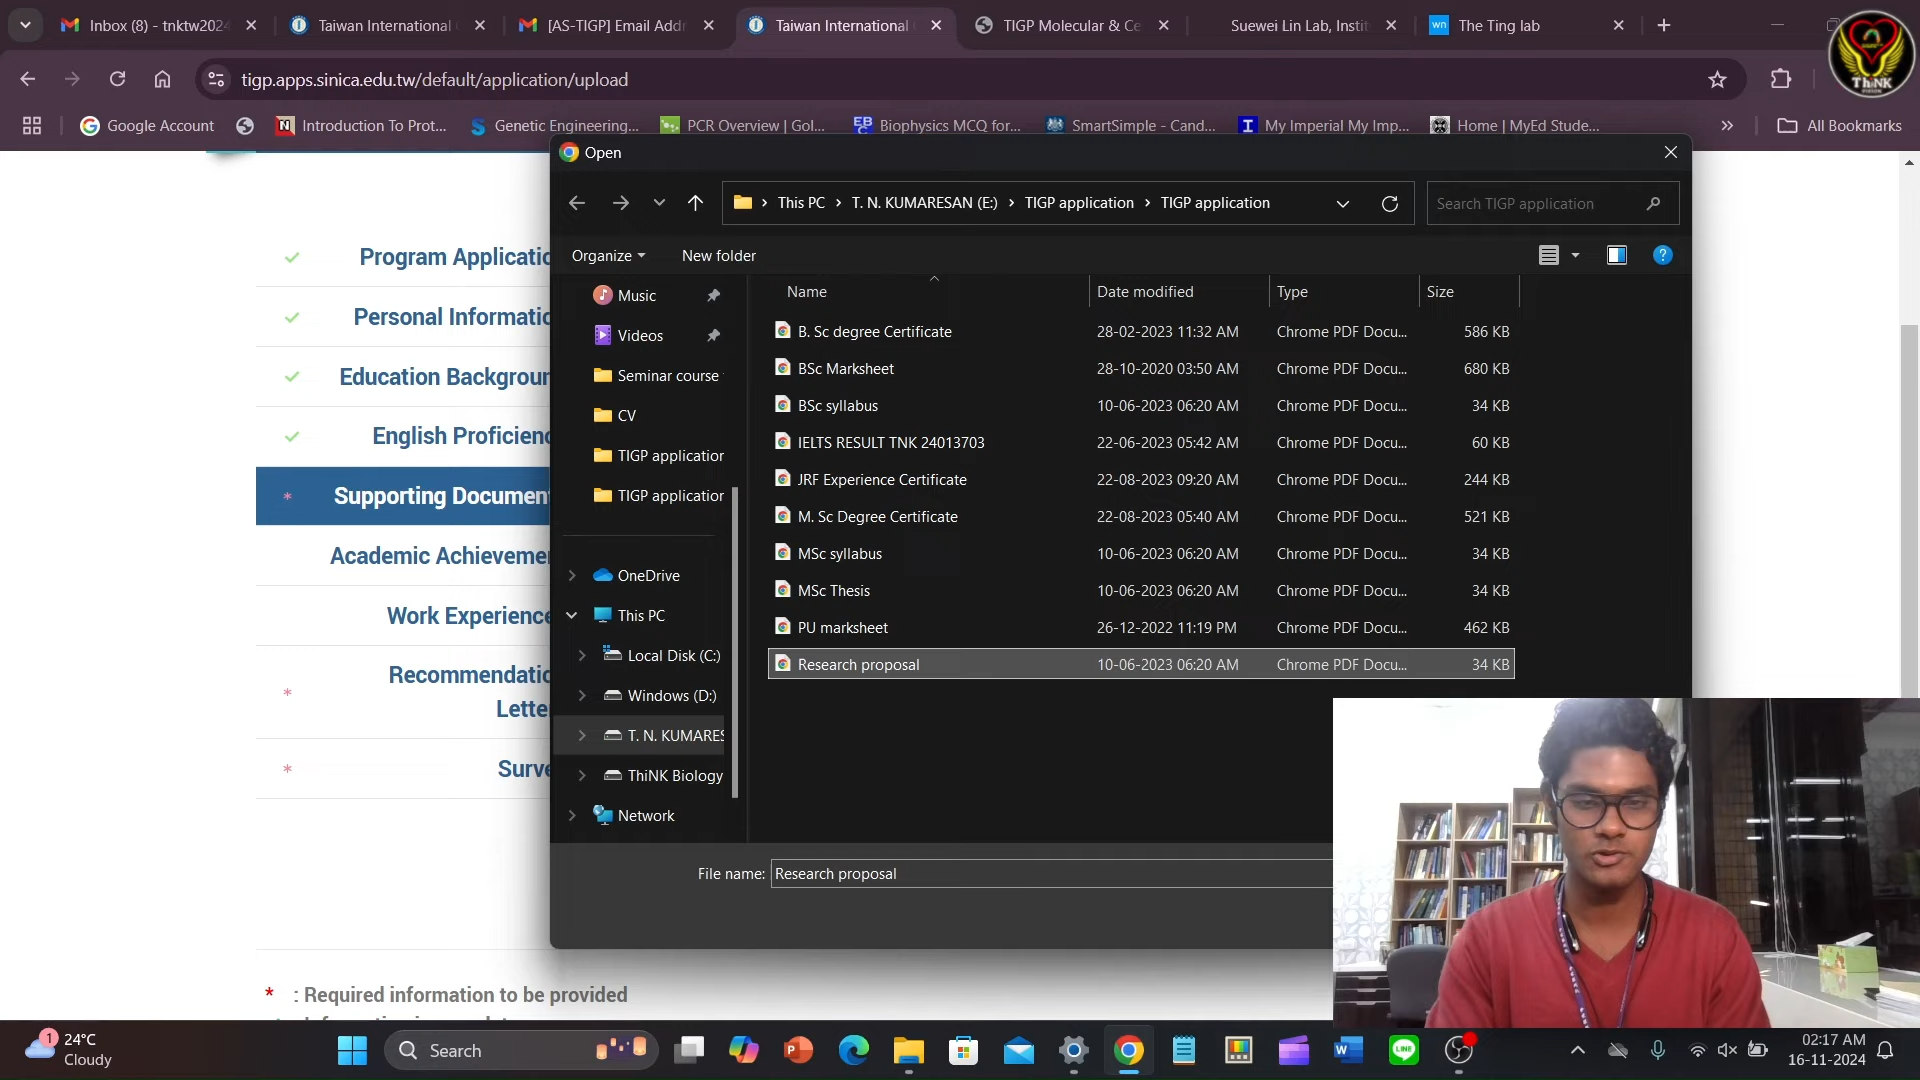 Inbox (8) - tnktw2024
Taiwan International
[AS-TIGP] Email Addr
Taiwan International
TIGP Molecular & Ce
Suewei Lin Lab, Instit
wn The Ting lab
tigp.apps.sinica.edu.tw/default/application/upload
ThiNK
Google Account
Introduction To Prot...
Genetic Engineering...
PCR Overview | Gol...
Biophysics MCQ for...
SmartSimple - Cand...
My Imperial My Imp...
Home | MyEd Stude...
All Bookmarks
Open
This PC > T. N. KUMARESAN (E:) > TIGP application > TIGP application
Search TIGP application
Organize
New folder
Program Applicatio
Personal Informatio
Education Backgroun
English Proficienc
* Supporting Document
Academic Achievemen
Work Experience
* Recommendatio
Letter
* Surve
Music
Videos
Seminar course
CV
TIGP application
TIGP application
OneDrive
This PC
Local Disk (C:)
Windows (D:)
T. N. KUMARES
ThiNK Biology
Network
Name Date modified Type Size
B. Sc degree Certificate 28-02-2023 11:32 AM Chrome PDF Docu... 586 KB
BSc Marksheet 28-10-2020 03:50 AM Chrome PDF Docu... 680 KB
BSc syllabus 10-06-2023 06:20 AM Chrome PDF Docu... 34 KB
IELTS RESULT TNK 24013703 22-06-2023 05:42 AM Chrome PDF Docu... 60 KB
JRF Experience Certificate 22-08-2023 09:20 AM Chrome PDF Docu... 244 KB
M. Sc Degree Certificate 22-08-2023 05:40 AM Chrome PDF Docu... 521 KB
MSc syllabus 10-06-2023 06:20 AM Chrome PDF Docu... 34 KB
MSc Thesis 10-06-2023 06:20 AM Chrome PDF Docu... 34 KB
PU marksheet 26-12-2022 11:19 PM Chrome PDF Docu... 462 KB
Research proposal 10-06-2023 06:20 AM Chrome PDF Docu... 34 KB
File name: Research proposal
* : Required information to be provided
1 24°C
Cloudy
Search
LINE
02:17 AM
16-11-2024